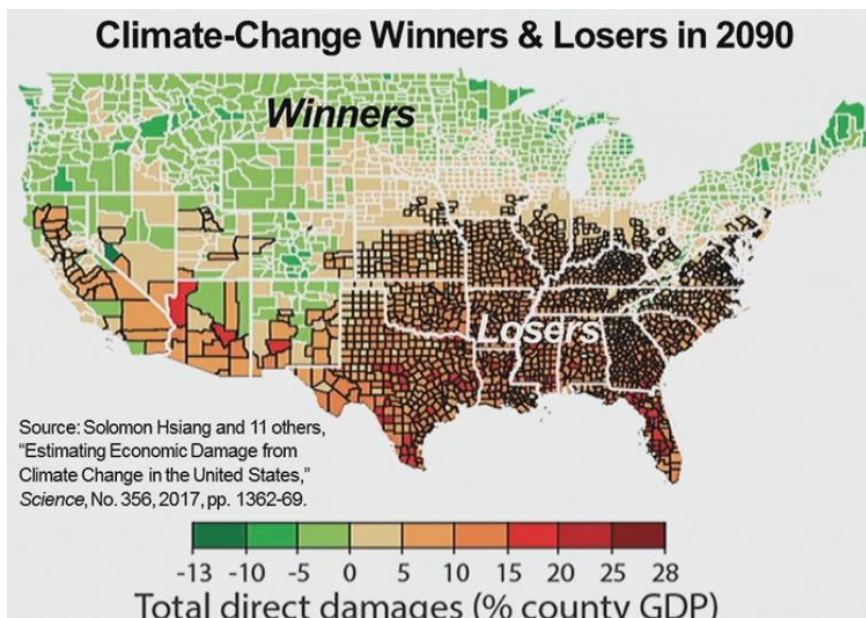 Climate-Change Winners & Losers in 2090
Winners
Losers
Source: Solomon Hsiang and 11 others,
“Estimating Economic Damage from
Climate Change in the United States,”
Science, No. 356, 2017, pp. 1362-69.
-13 -10 -5 0 5 10 15 20 25 28
Total direct damages (% county GDP)